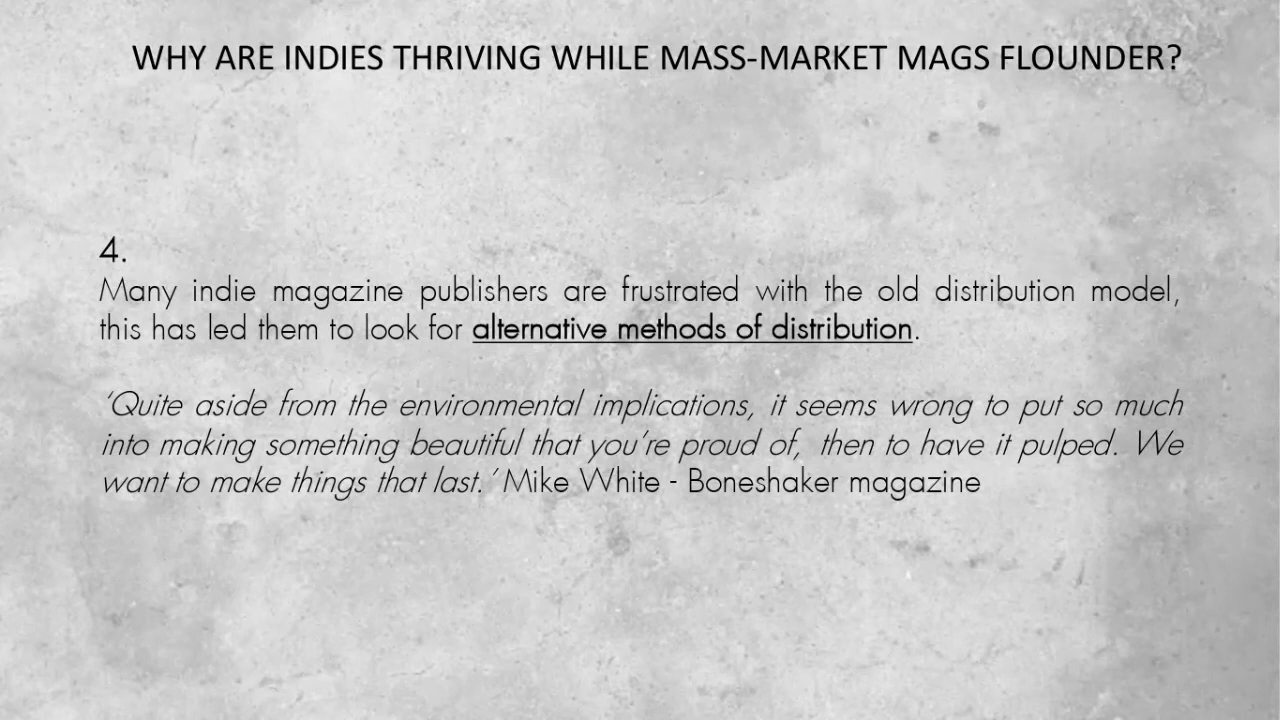 WHY ARE INDIES THRIVING WHILE MASS-MARKET MAGS FLOUNDER?
4.
Many indie magazine publishers are frustrated with the old distribution model,
this has led them to look for alternative methods of distribution.
‘Quite aside from the environmental implications, it seems wrong to put so much
into making something beautiful that you’re proud of, then to have it pulped. We
want to make things that last.’ Mike White - Boneshaker magazine